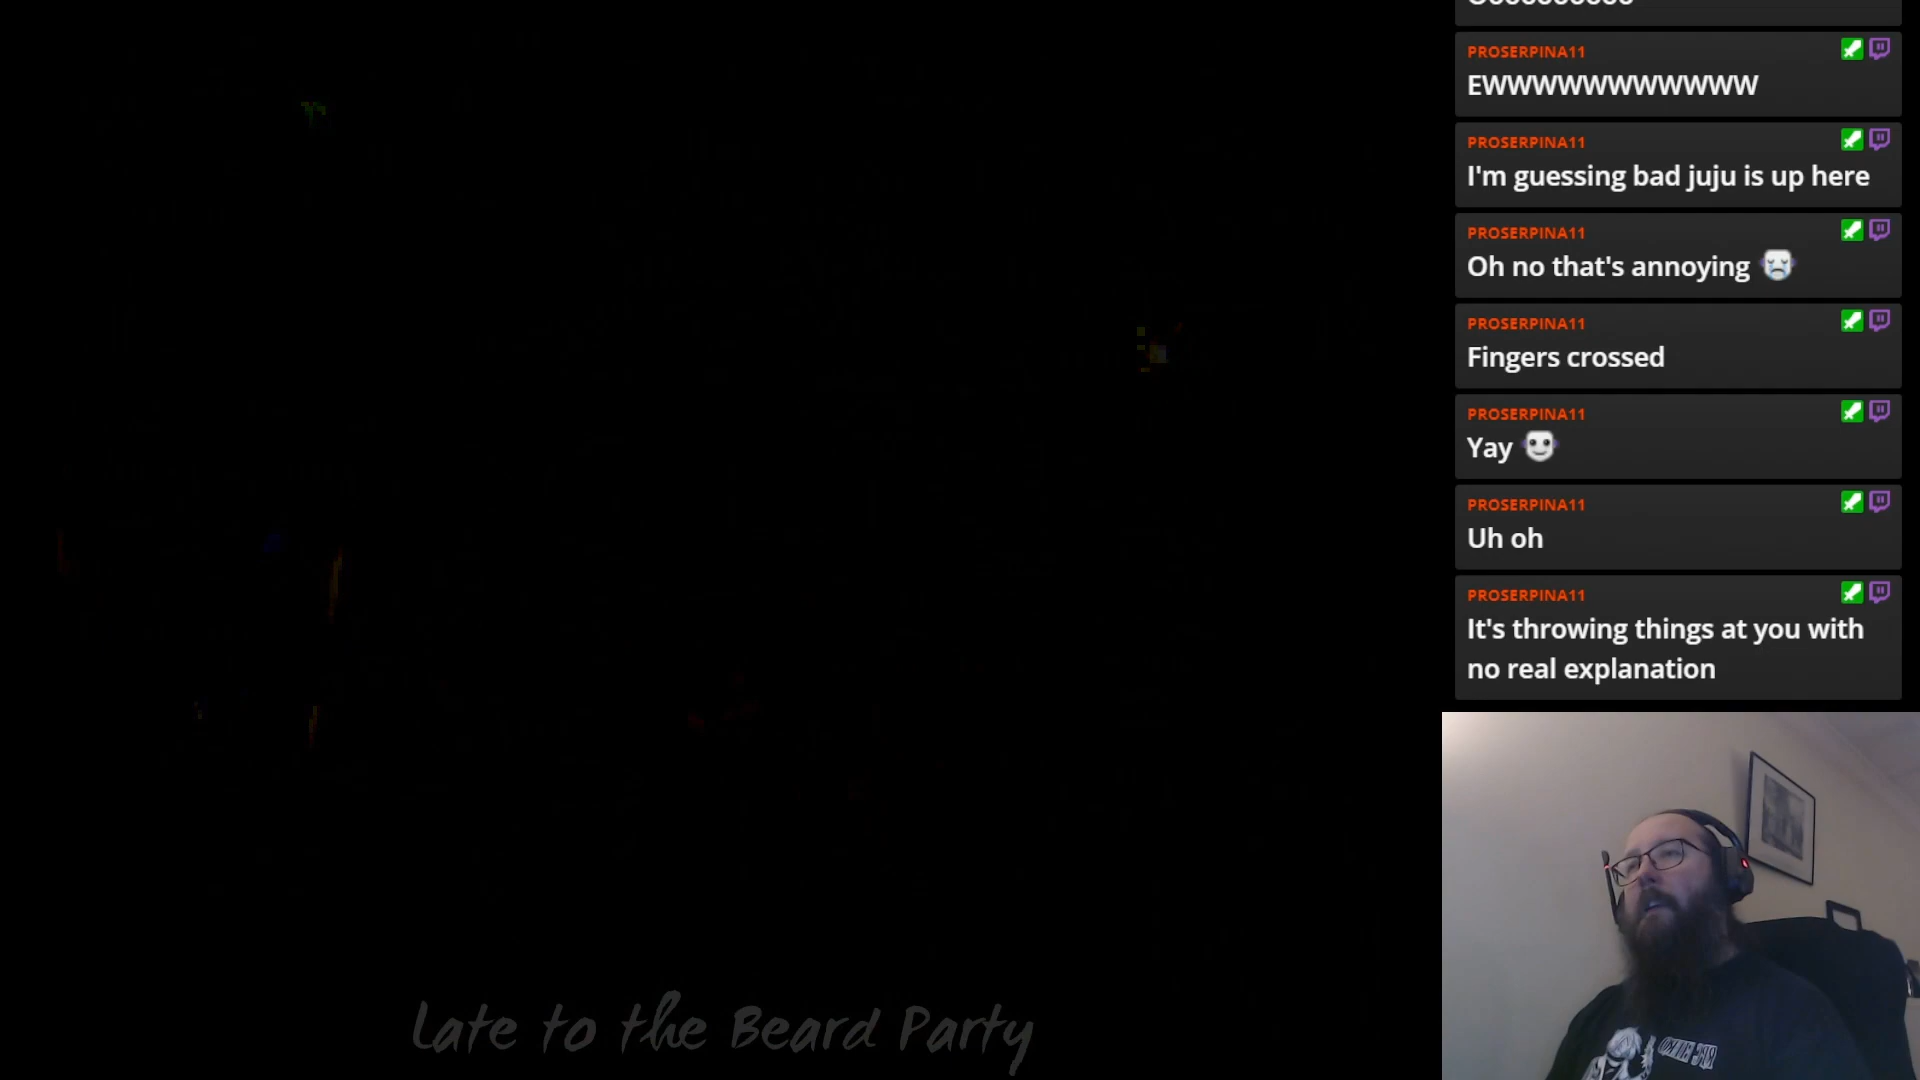 PROSERPINA11
EWWWWWWWWWWW
PROSERPINA11
I'm guessing bad juju is up here
PROSERPINA11
Oh no that's annoying
PROSERPINA11
Fingers crossed
PROSERPINA11
Yay
PROSERPINA11
Uh oh
PROSERPINA11
It's throwing things at you with
no real explanation
Late to the Beard Party